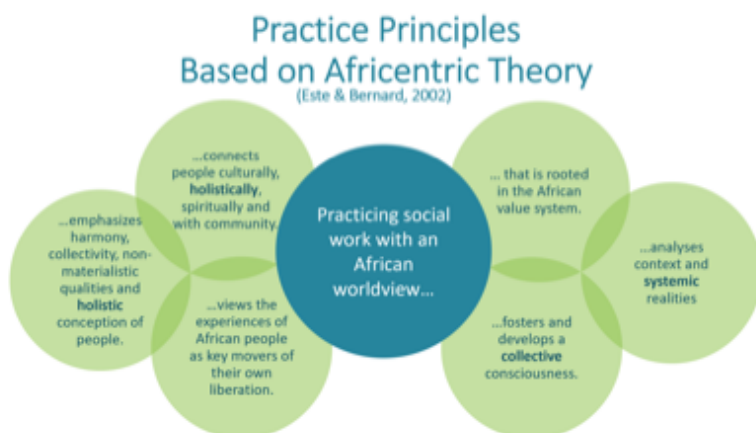 Practice Principles
Based on Africentric Theory
(Este & Bernard, 2002)
...connects
people culturally,
holistically,
spiritually and
with community.
...emphasizes
harmony,
collectivity, non-
materialistic
qualities and
holistic
conception of
people.
...views the
experiences of
African people
as key movers of
their own
liberation.
Practicing social
work with an
African
worldview...
... that is rooted
in the African
value system.
...analyses
context and
systemic
realities
...fosters and
develops a
collective
consciousness.